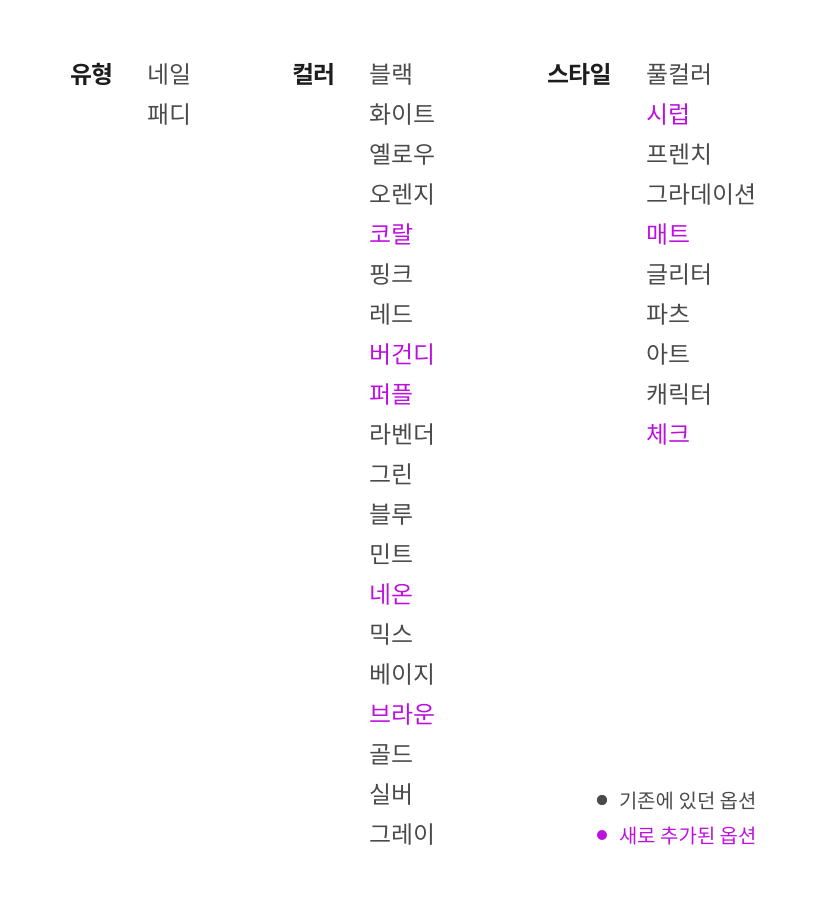 유형
네일
패디
컬러
블랙
화이트
옐로우
오렌지
코랄
핑크
레드
버건디
퍼플
라벤더
그린
블루
민트
네온
믹스
베이지
브라운
골드
실버
그레이
스타일
풀컬러
시럽
프렌치
그라데이션
매트
글리터
파츠
아트
캐릭터
체크
기존에 있던 옵션
새로 추가된 옵션